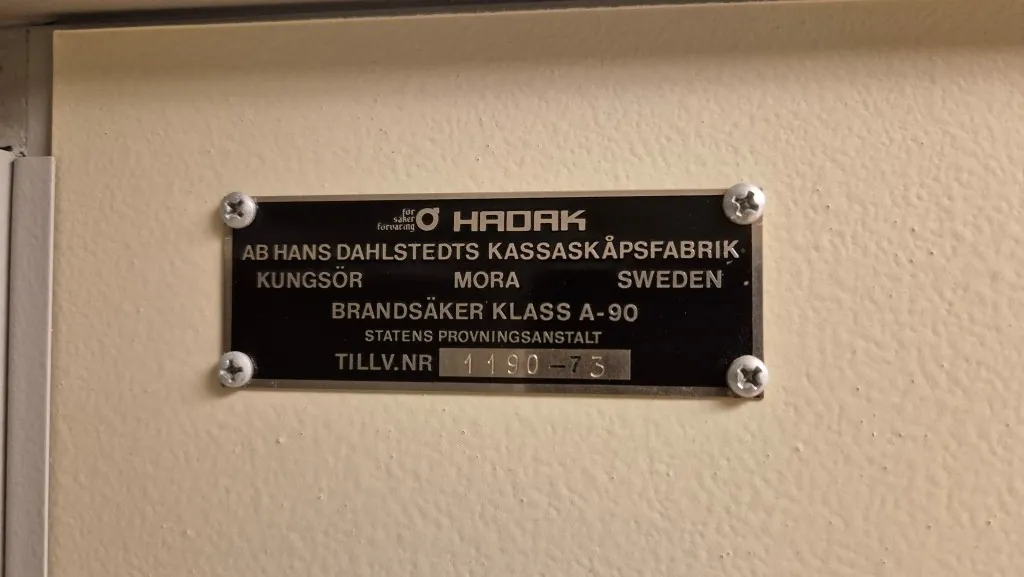 för
säker
förvaring
HADAK
AB HANS DAHLSTEDTS KASSASKÅPSFABRIK
KUNGSÖR MORA SWEDEN
BRANDSÄKER KLASS A-90
STATENS PROVNINGSANSTALT
TILLV.NR 1190-73